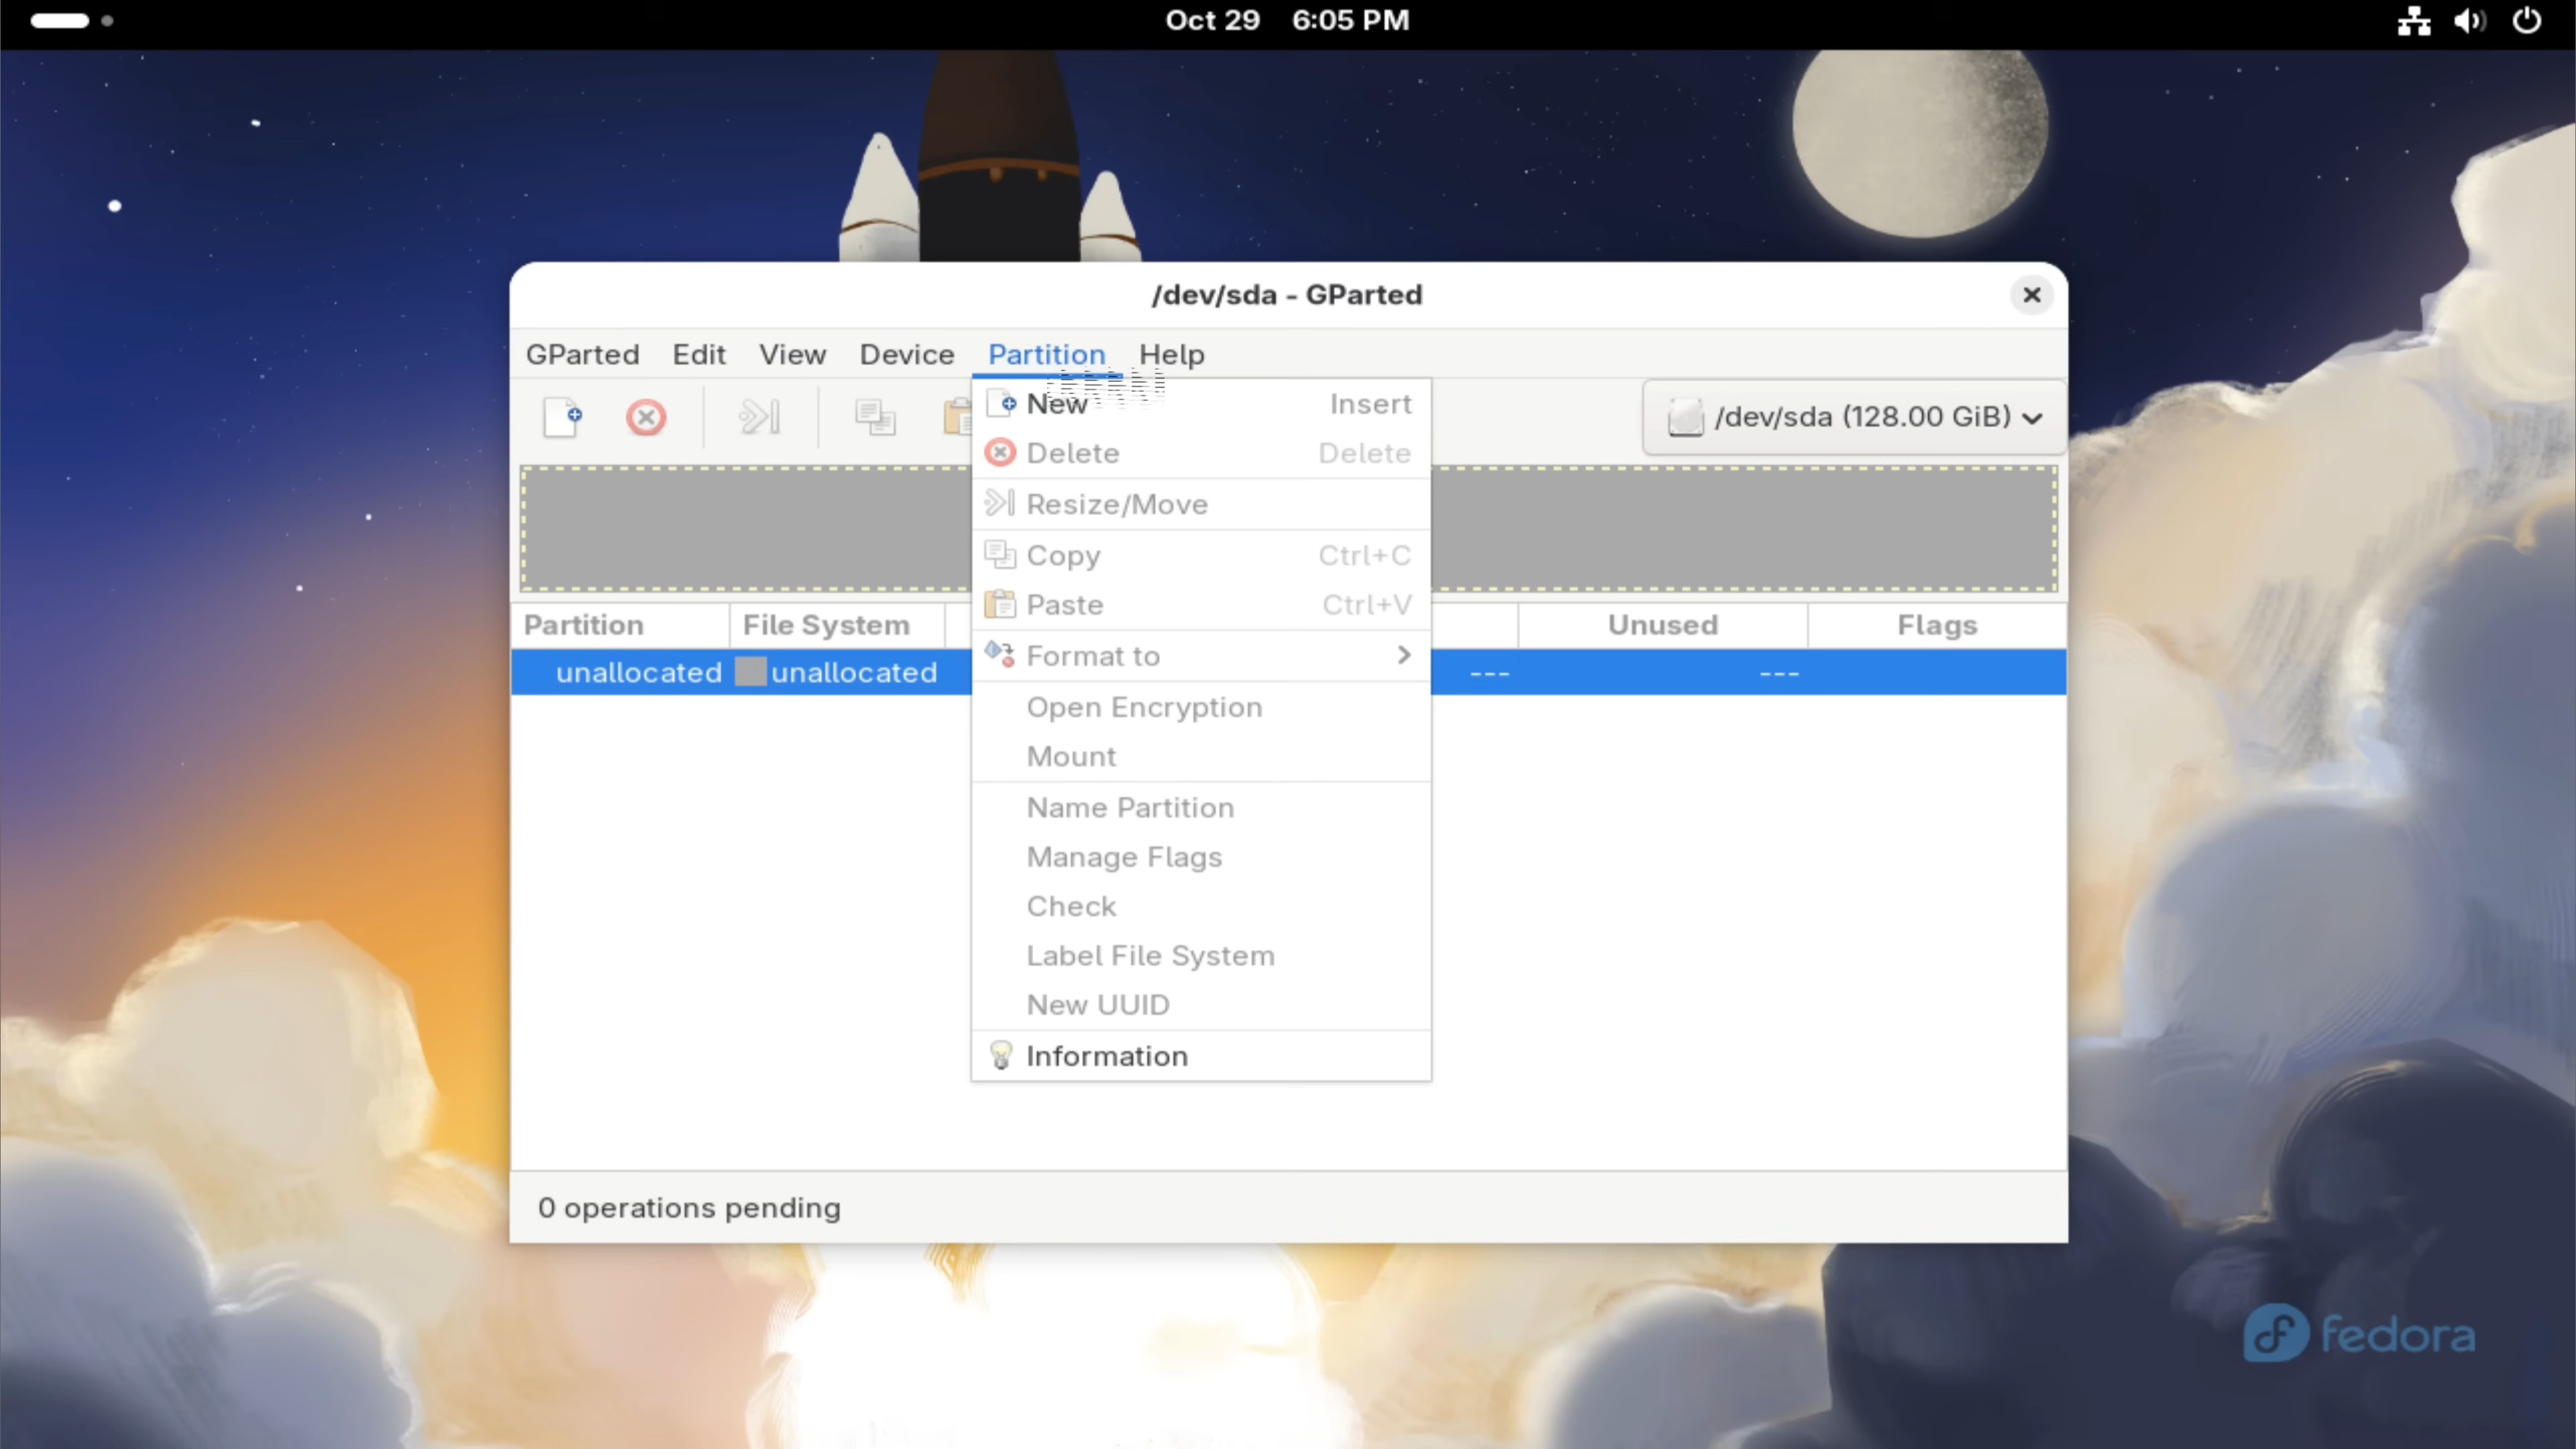 Oct 29 6:05 PM
/dev/sda - GParted
GParted Edit View Device Partition Help
/dev/sda (128.00 GiB)
New Insert
Delete Delete
Resize/Move
Copy Ctrl+C
Paste Ctrl+V
Format to
Open Encryption
Mount
Name Partition
Manage Flags
Check
Label File System
New UUID
Information
Partition File System Unused Flags
unallocated unallocated --- ---
0 operations pending
fedora